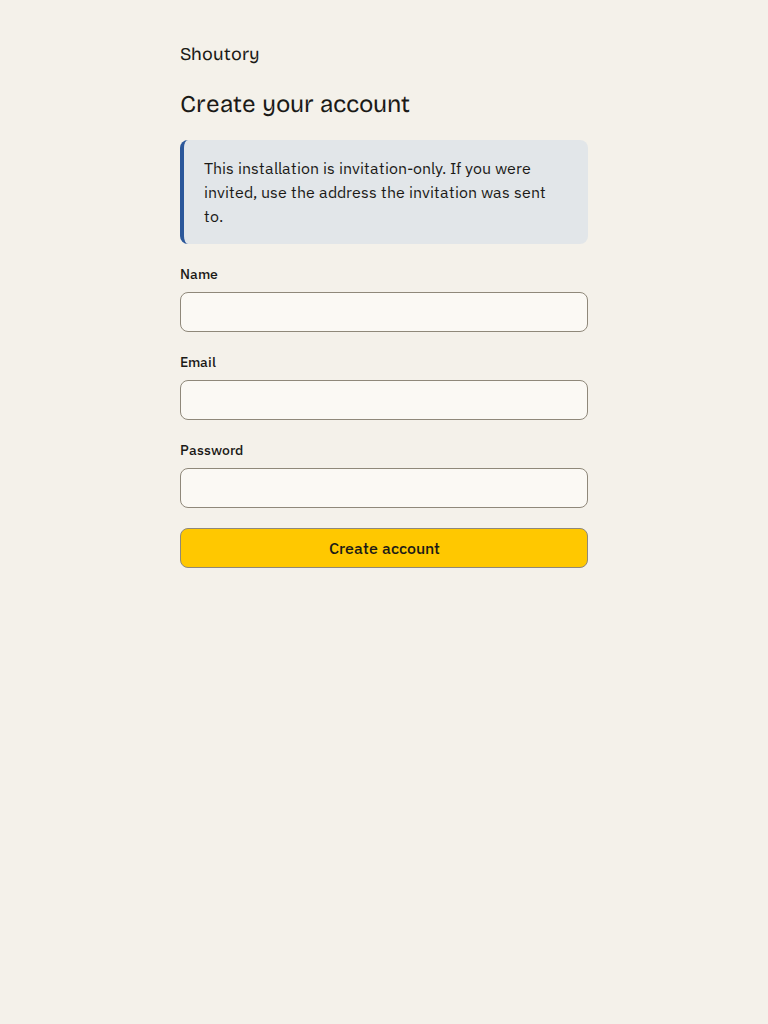 Shoutory
Create your account
This installation is invitation-only. If you were
invited, use the address the invitation was sent
to.
Name
Email
Password
Create account